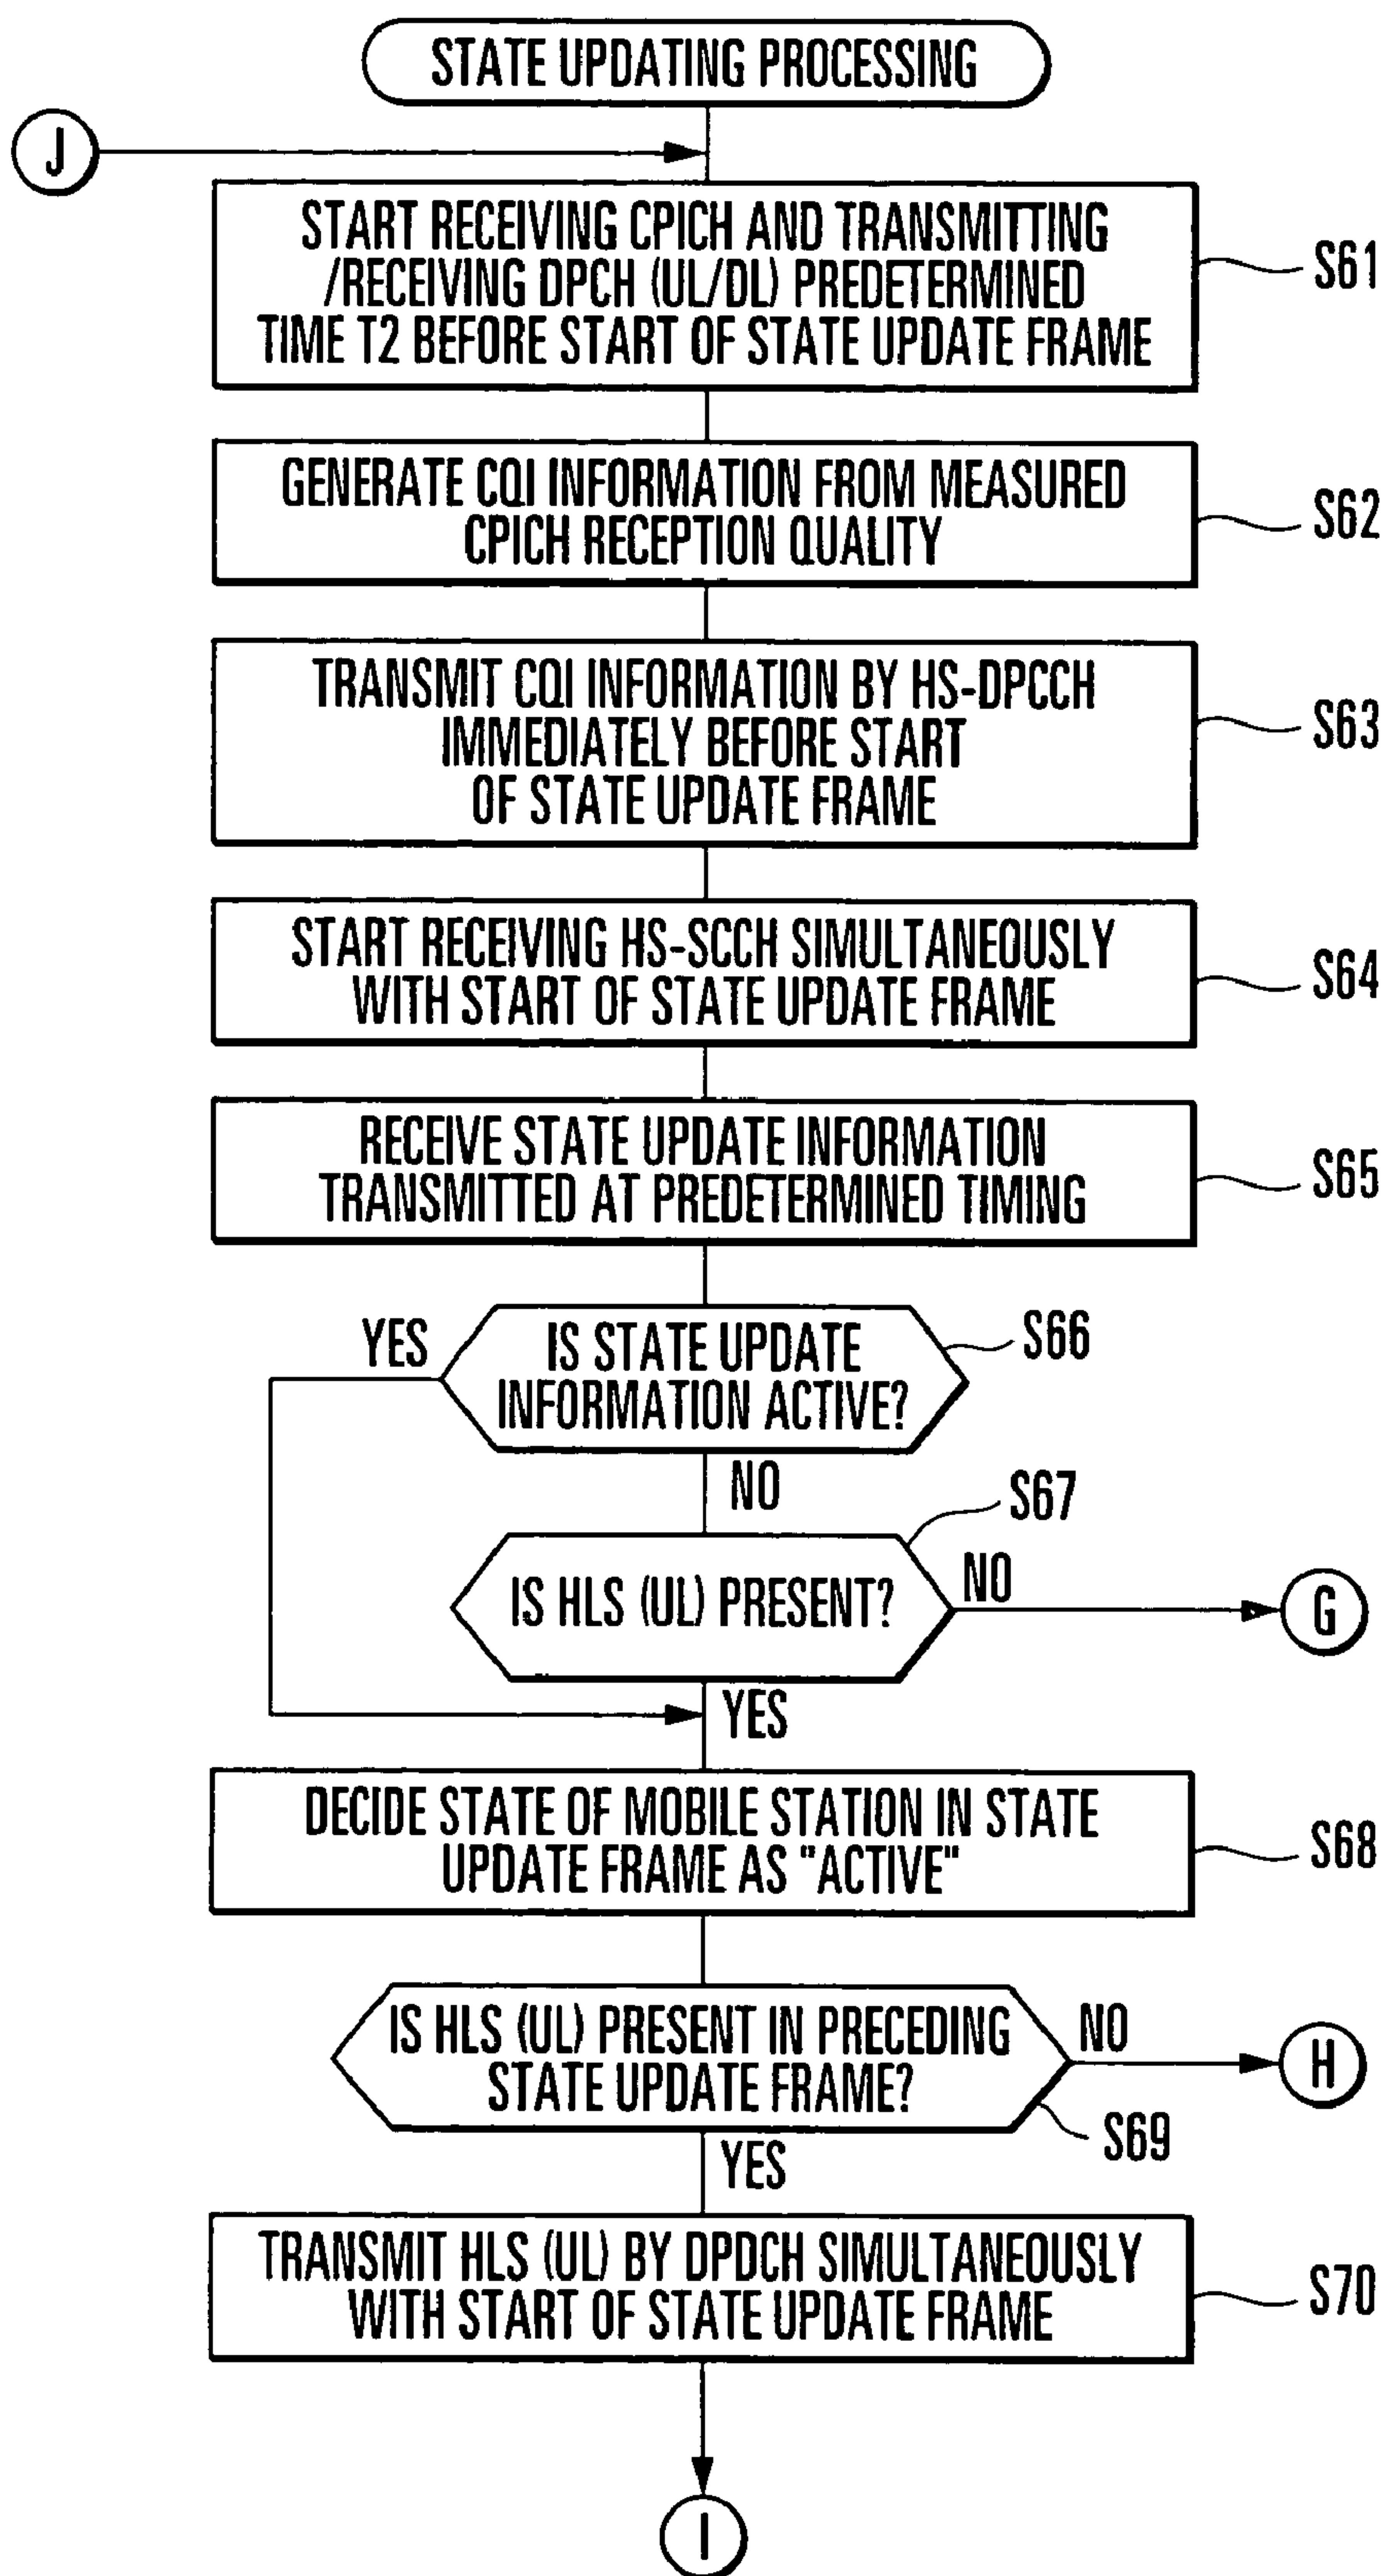 STATE UPDATING PROCESSING
J
START RECEIVING CPICH AND TRANSMITTING
/RECEIVING DPCH (UL/DL) PREDETERMINED
TIME T2 BEFORE START OF STATE UPDATE FRAME
S61
GENERATE CQI INFORMATION FROM MEASURED
CPICH RECEPTION QUALITY
S62
TRANSMIT CQI INFORMATION BY HS-DPCCH
IMMEDIATELY BEFORE START
OF STATE UPDATE FRAME
S63
START RECEIVING HS-SCCH SIMULTANEOUSLY
WITH START OF STATE UPDATE FRAME
S64
RECEIVE STATE UPDATE INFORMATION
TRANSMITTED AT PREDETERMINED TIMING
S65
YES
IS STATE UPDATE
INFORMATION ACTIVE?
S66
NO
S67
IS HLS (UL) PRESENT?
NO
G
YES
DECIDE STATE OF MOBILE STATION IN STATE
UPDATE FRAME AS "ACTIVE"
S68
IS HLS (UL) PRESENT IN PRECEDING
STATE UPDATE FRAME?
NO
H
S69
YES
TRANSMIT HLS (UL) BY DPDCH SIMULTANEOUSLY
WITH START OF STATE UPDATE FRAME
S70
I